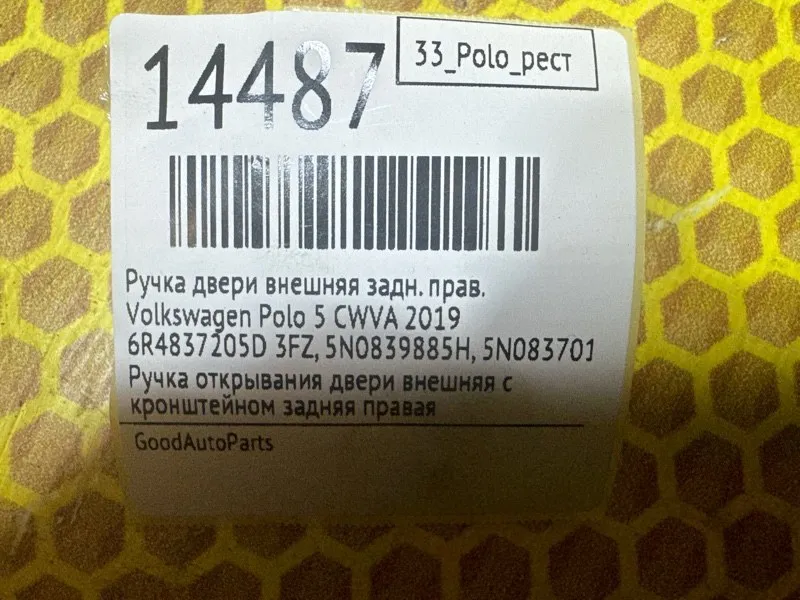 14487
33_Polo_рест
Ручка двери внешняя задн. прав.
Volkswagen Polo 5 CWVA 2019
6R4837205D 3FZ, 5N0839885H, 5N083701
Ручка открывания двери внешняя с
кронштейном задняя правая
GoodAutoParts